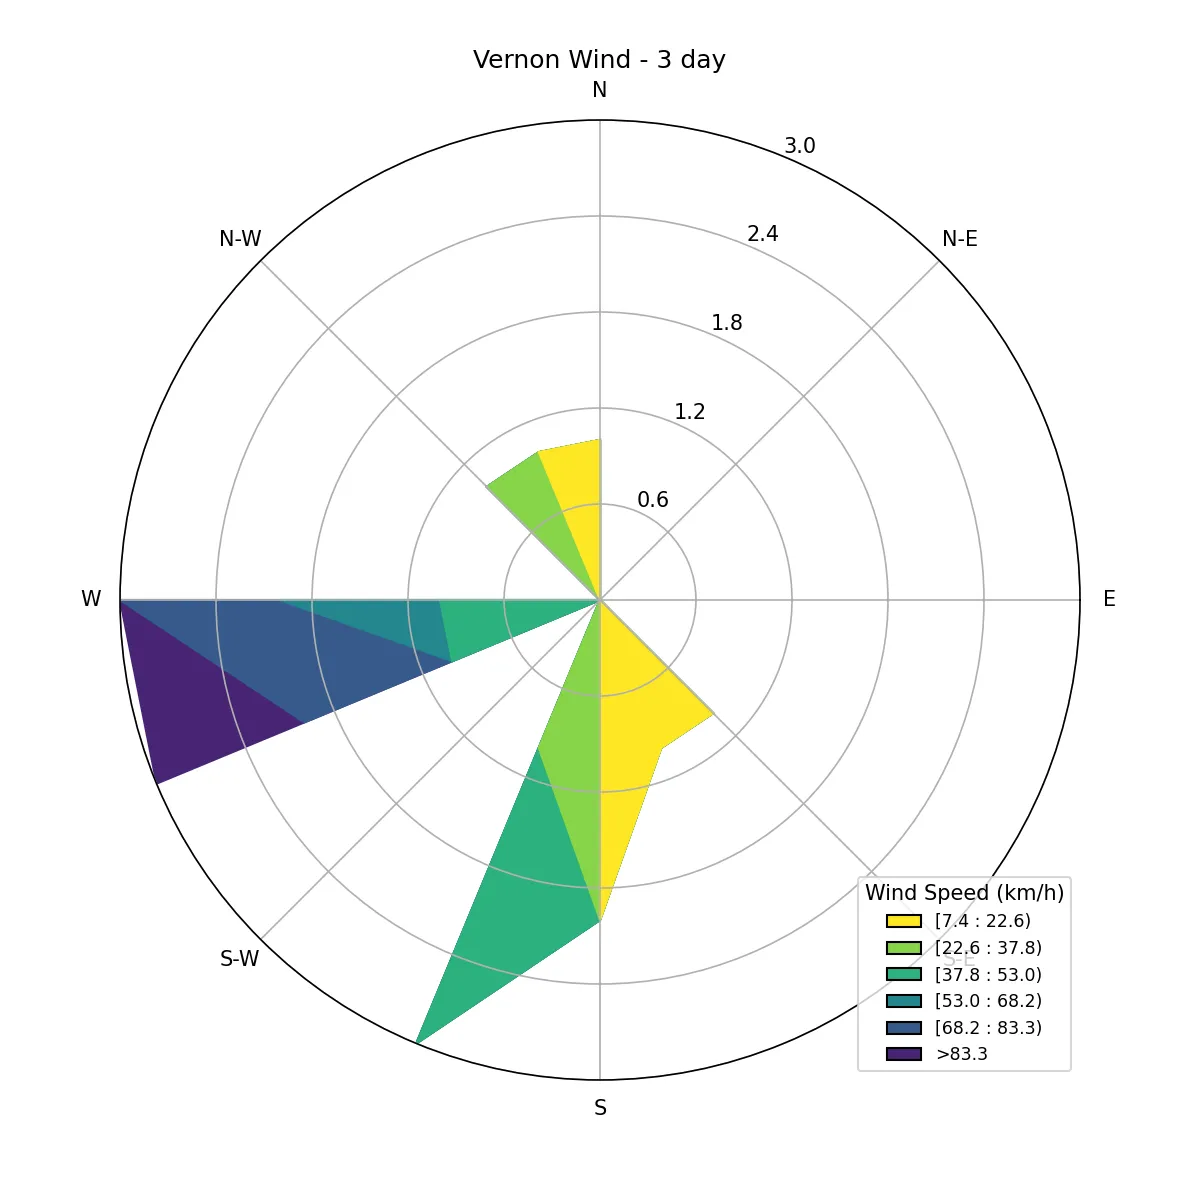 Vernon Wind - 3 day
N
3.0
N-W
2.4
N-E
1.8
1.2
0.6
W
E
Wind Speed (km/h)
[7.4 : 22.6)
[22.6 : 37.8)
S-W
S-E
[37.8 : 53.0)
[53.0 : 68.2)
[68.2 : 83.3)
>83.3
S